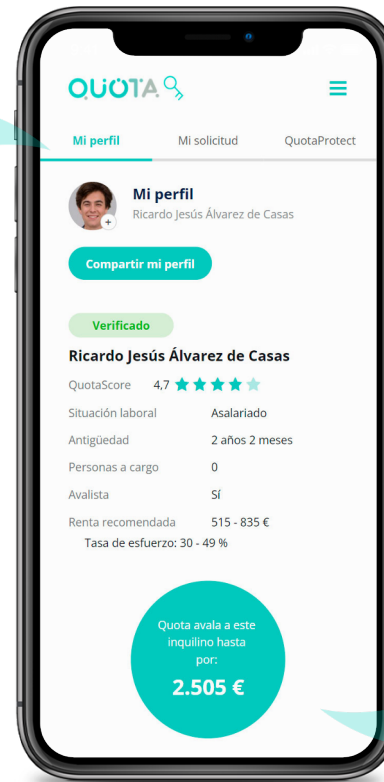 QUOTA
Mi perfil Mi solicitud QuotaProtect
Mi perfil
Ricardo Jesús Álvarez de Casas
Compartir mi perfil
Verificado
Ricardo Jesús Álvarez de Casas
QuotaScore 4,7
Situación laboral Asalariado
Antigüedad 2 años 2 meses
Personas a cargo 0
Avalista Sí
Renta recomendada 515 - 835 €
Tasa de esfuerzo: 30 - 49 %
Quota avala a este
inquilino hasta
por:
2.505 €